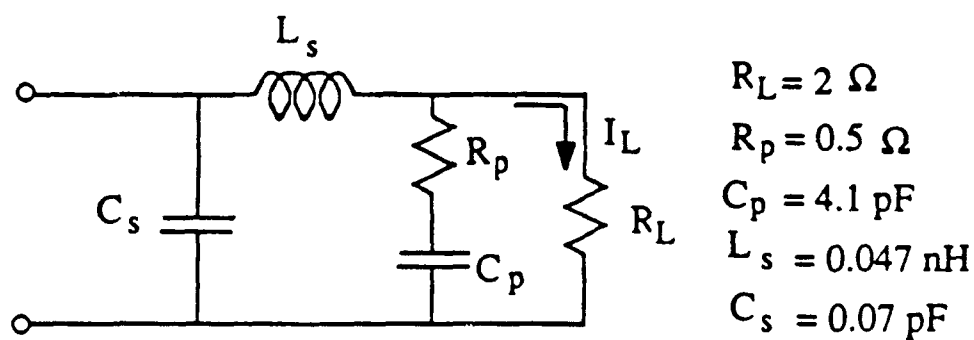 L_s
R_L = 2 Ω
I_L
R_p
R_p = 0.5 Ω
C_s
R_L
C_p = 4.1 pF
C_p
L_s = 0.047 nH
C_s = 0.07 pF